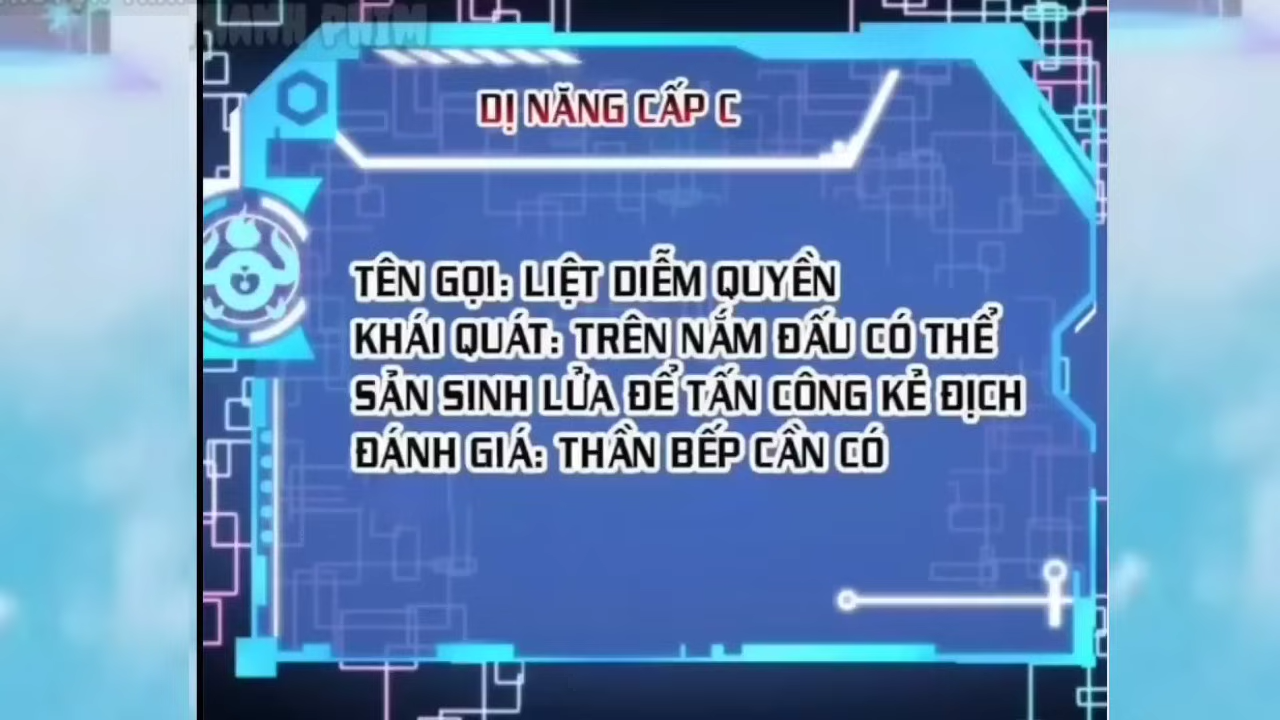 DỊ NĂNG CẤP C
TÊN GỌI: LIỆT DIỄM QUYỀN
KHÁI QUÁT: TRÊN NẮM ĐẤU CÓ THỂ
SẢN SINH LỬA ĐỂ TẤN CÔNG KẺ ĐỊCH
ĐÁNH GIÁ: THẦN BẾP CẦN CÓ